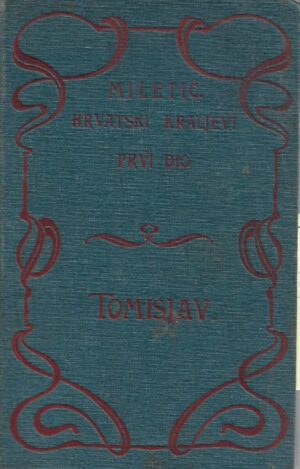 MILETIĆ.
HRVATSKI KRALJEVI
PRVI DIO
TOMISLAV.